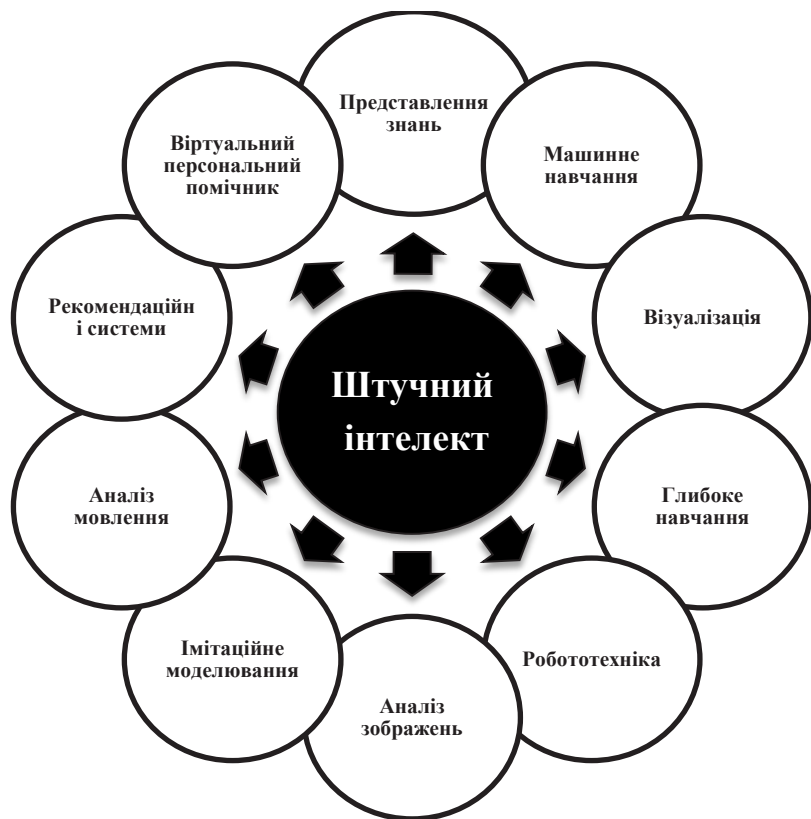 Представлення
знань
Машинне
навчання
Візуалізація
Глибоке
навчання
Робототехніка
Аналіз
зображень
Імітаційне
моделювання
Аналіз
мовлення
Рекомендаційн
і системи
Віртуальний
персональний
помічник
Штучний
інтелект